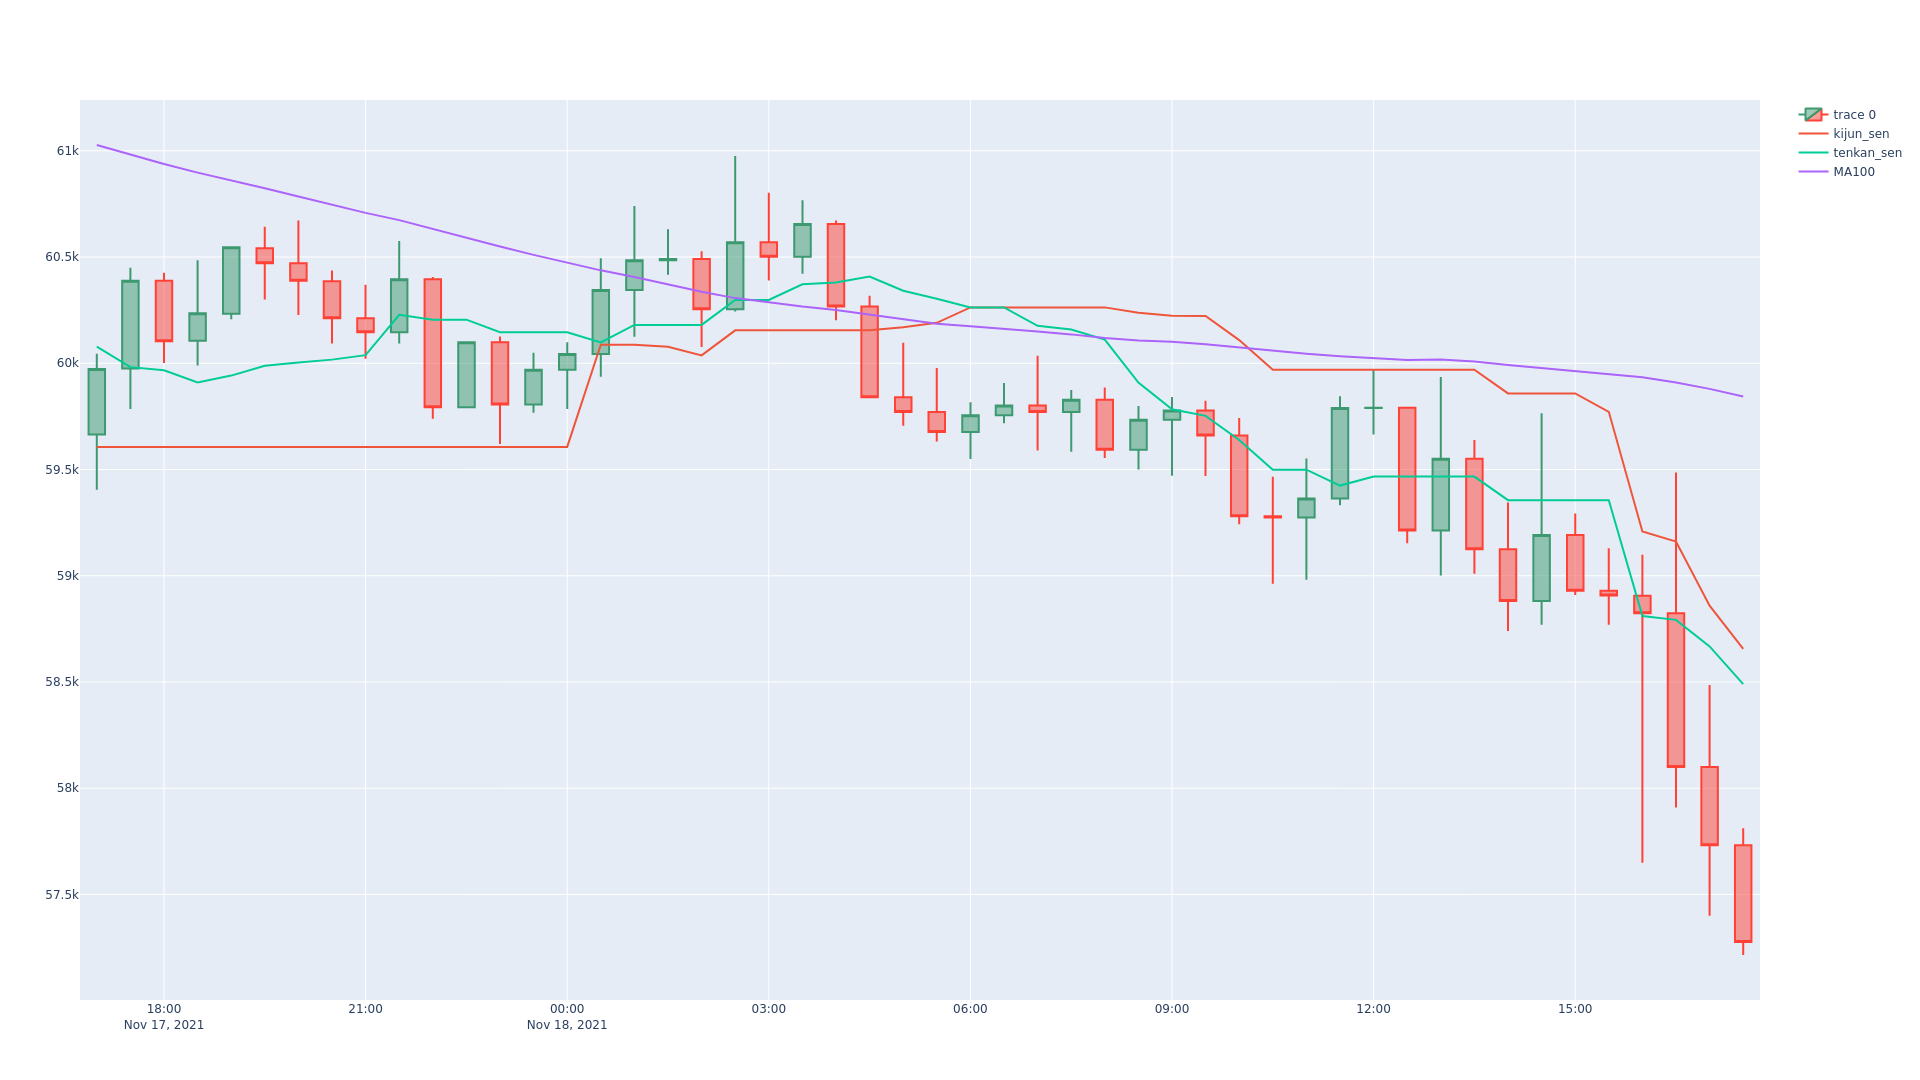 61k
60.5k
60k
59.5k
59k
58.5k
58k
57.5k
18:00
Nov 17, 2021
21:00
00:00
Nov 18, 2021
03:00
06:00
09:00
12:00
15:00
trace 0
kijun_sen
tenkan_sen
MA100